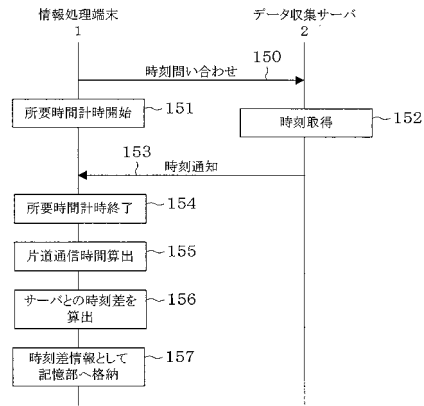 情報処理端末
1
データ収集サーバ
2
時刻問い合わせ
150
所要時間計時開始
151
時刻取得
152
153
時刻通知
所要時間計時終了
154
片道通信時間算出
155
サーバとの時刻差を
算出
156
時刻差情報として
記憶部へ格納
157